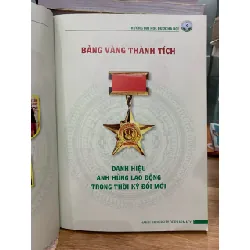 BẢNG VÀNG THÀNH TÍCH
DANH HIỆU
ANH HÙNG LAO ĐỘNG
TRONG THỜI KỲ ĐỔI MỚI